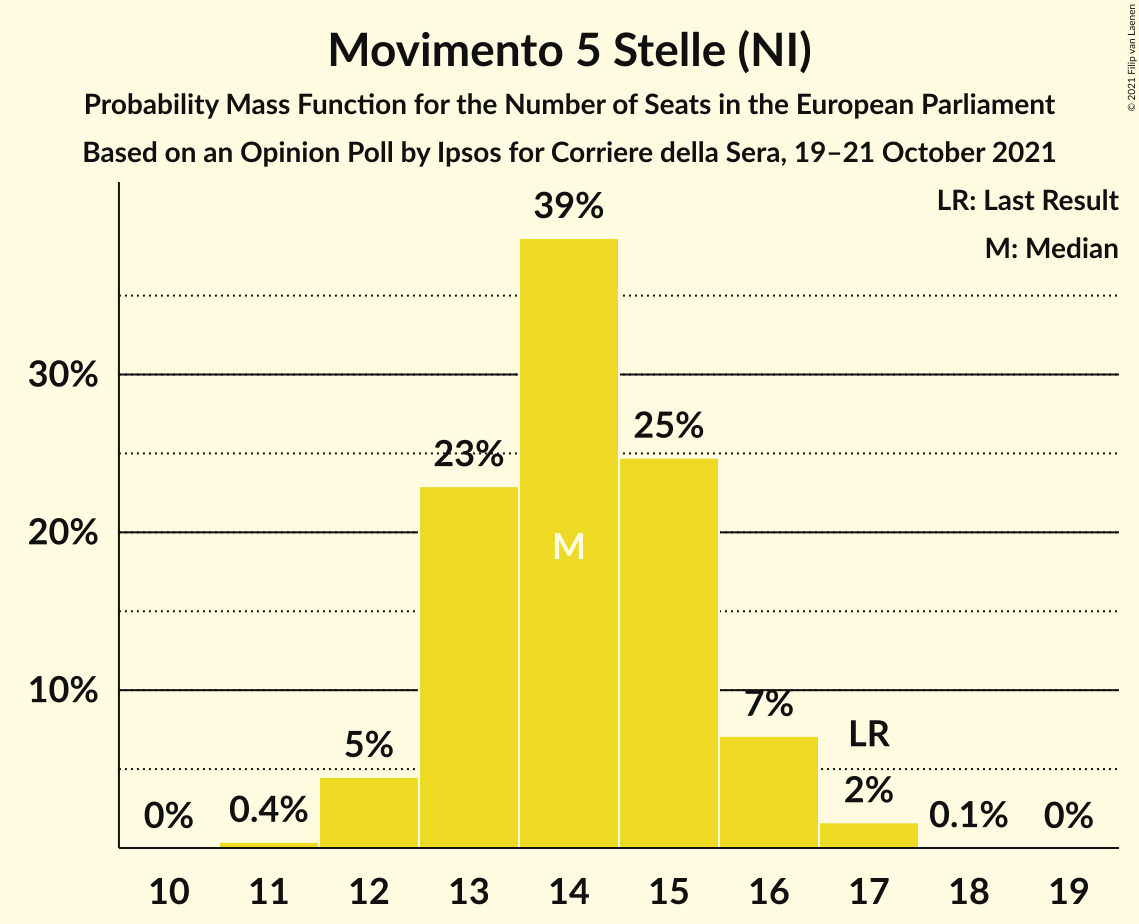 Movimento 5 Stelle (NI)
Probability Mass Function for the Number of Seats in the European Parliament
Based on an Opinion Poll by Ipsos for Corriere della Sera, 19–21 October 2021
© 2021 Filip van Laenen
LR: Last Result
M: Median
39%
30%
25%
23%
20%
M
10%
7%
LR
5%
2%
0%
0.4%
0.1%
0%
10 11 12 13 14 15 16 17 18 19